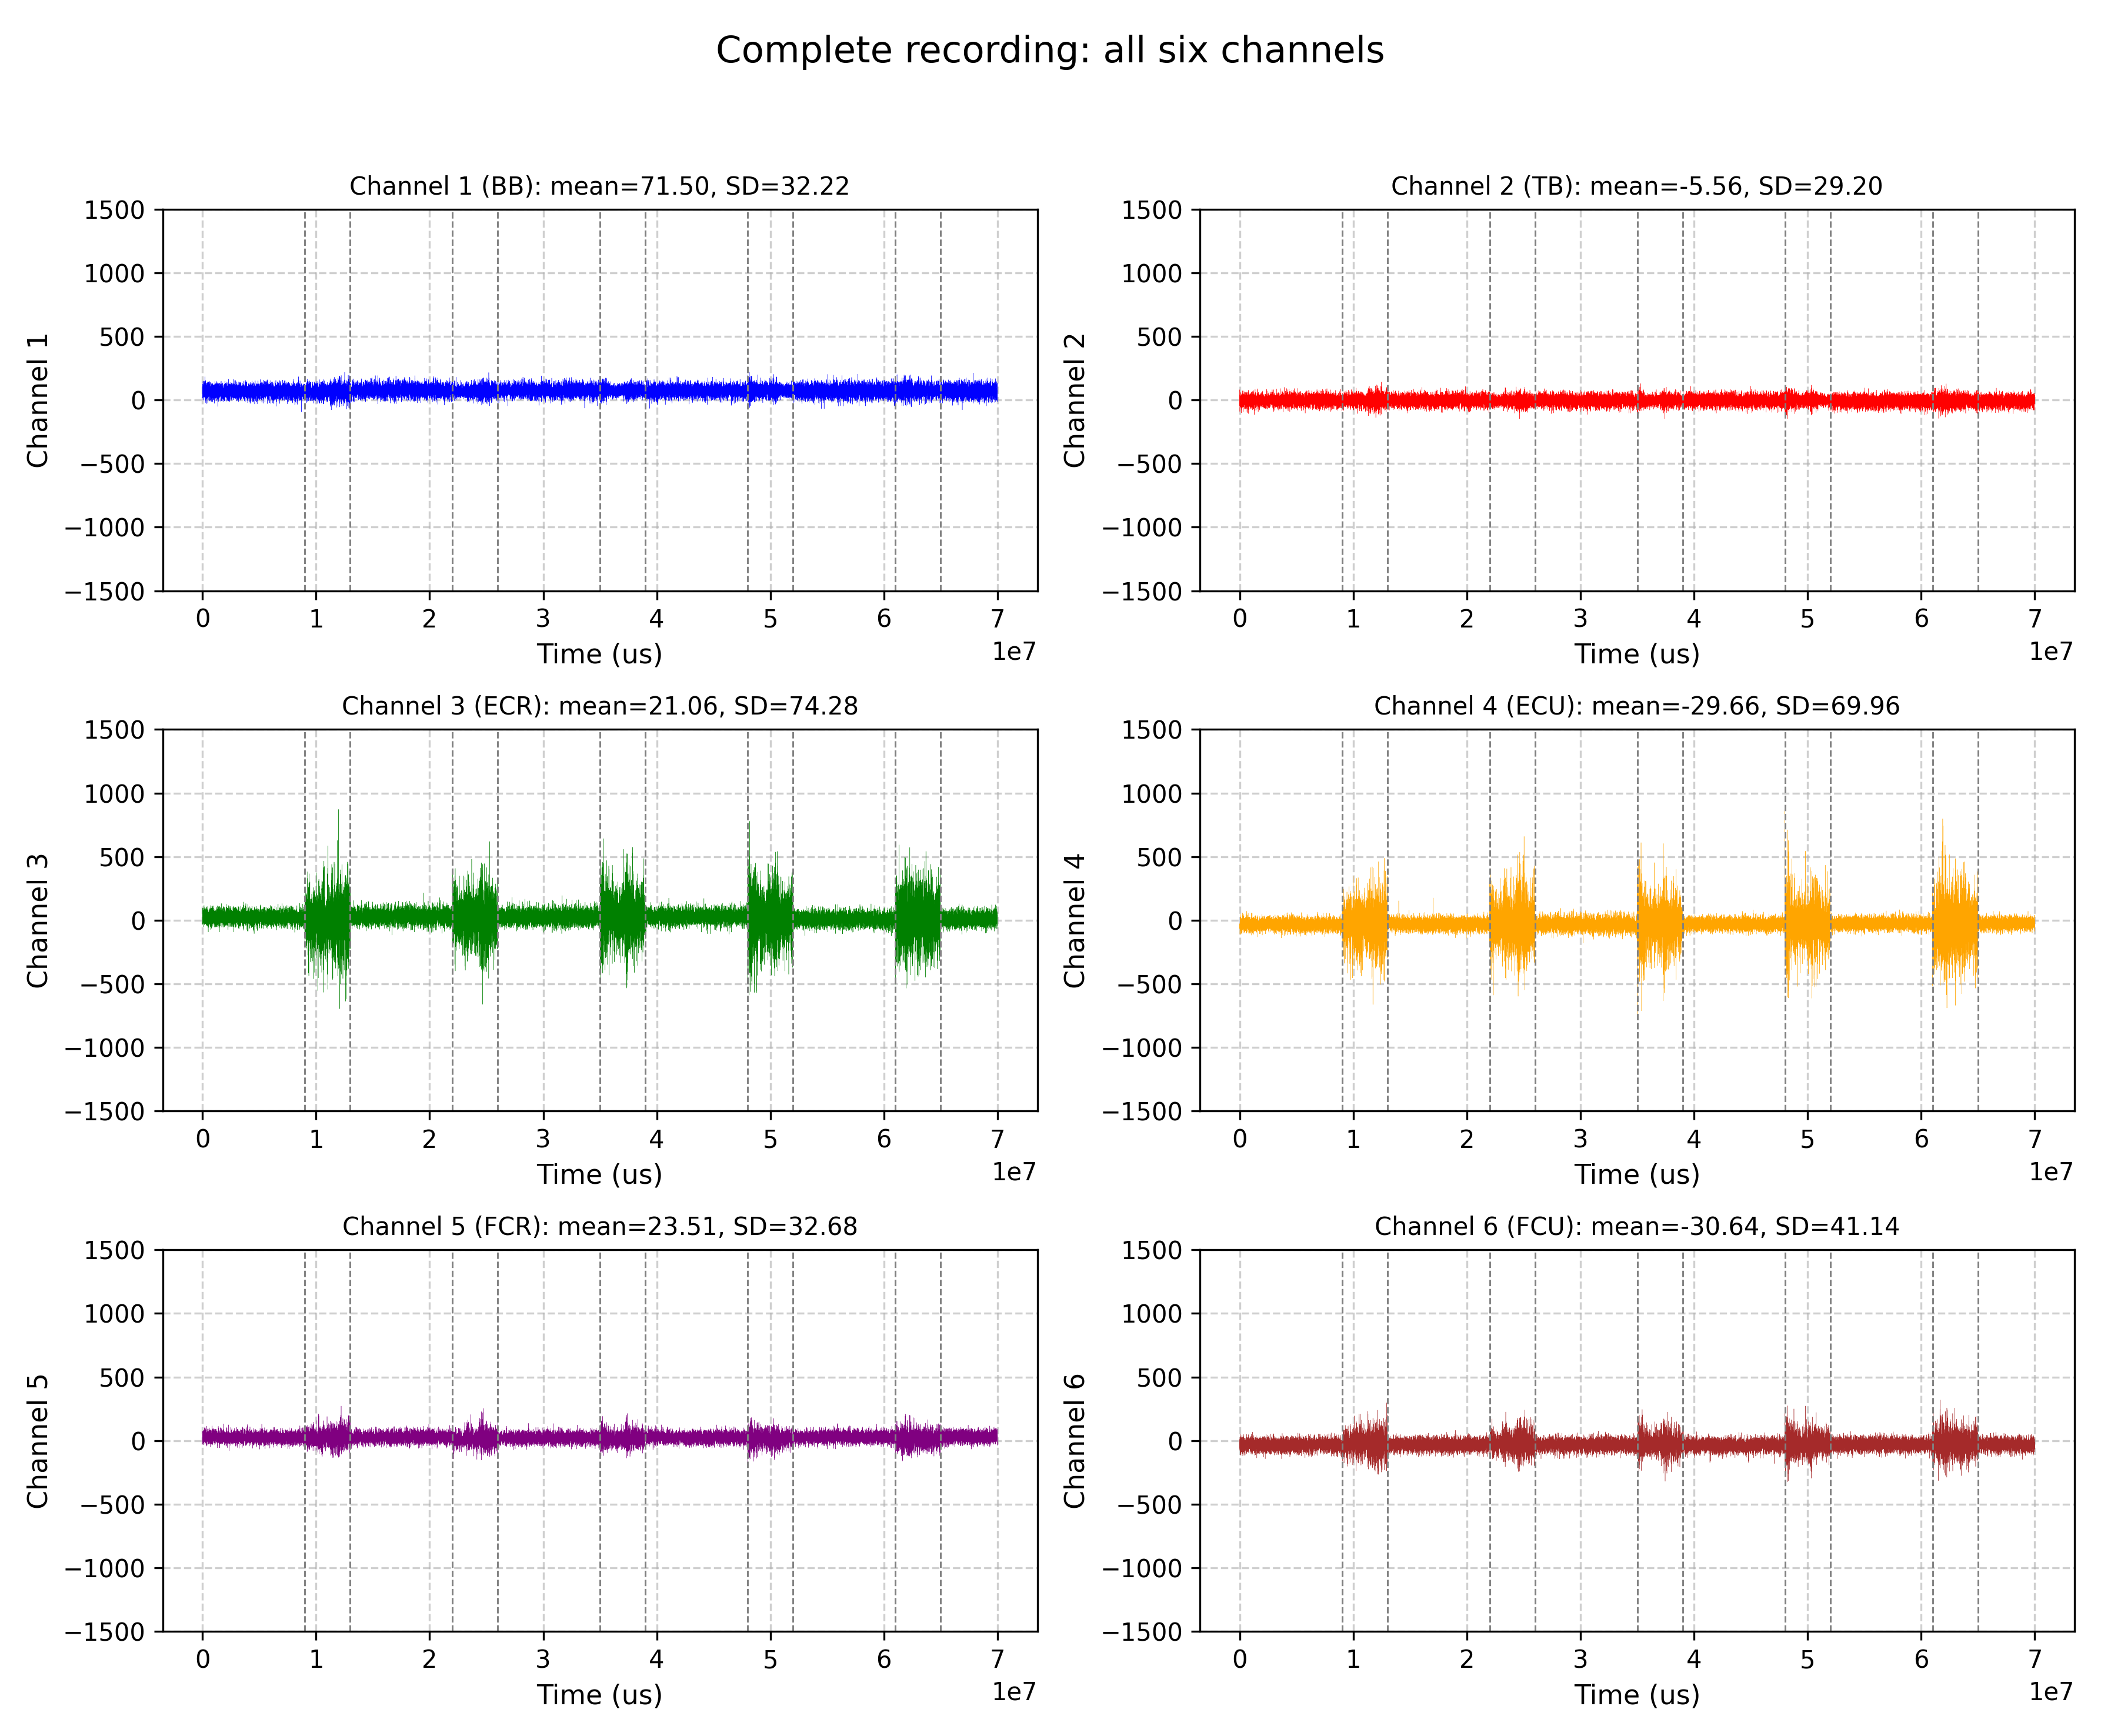 Complete recording: all six channels
Channel 1 (BB): mean=71.50, SD=32.22
Channel 1
1500
1000
500
0
−500
−1000
−1500
0 1 2 3 4 5 6 7
Time (us)
1e7
Channel 2 (TB): mean=-5.56, SD=29.20
Channel 2
1500
1000
500
0
−500
−1000
−1500
0 1 2 3 4 5 6 7
Time (us)
1e7
Channel 3 (ECR): mean=21.06, SD=74.28
Channel 3
1500
1000
500
0
−500
−1000
−1500
0 1 2 3 4 5 6 7
Time (us)
1e7
Channel 4 (ECU): mean=-29.66, SD=69.96
Channel 4
1500
1000
500
0
−500
−1000
−1500
0 1 2 3 4 5 6 7
Time (us)
1e7
Channel 5 (FCR): mean=23.51, SD=32.68
Channel 5
1500
1000
500
0
−500
−1000
−1500
0 1 2 3 4 5 6 7
Time (us)
1e7
Channel 6 (FCU): mean=-30.64, SD=41.14
Channel 6
1500
1000
500
0
−500
−1000
−1500
0 1 2 3 4 5 6 7
Time (us)
1e7